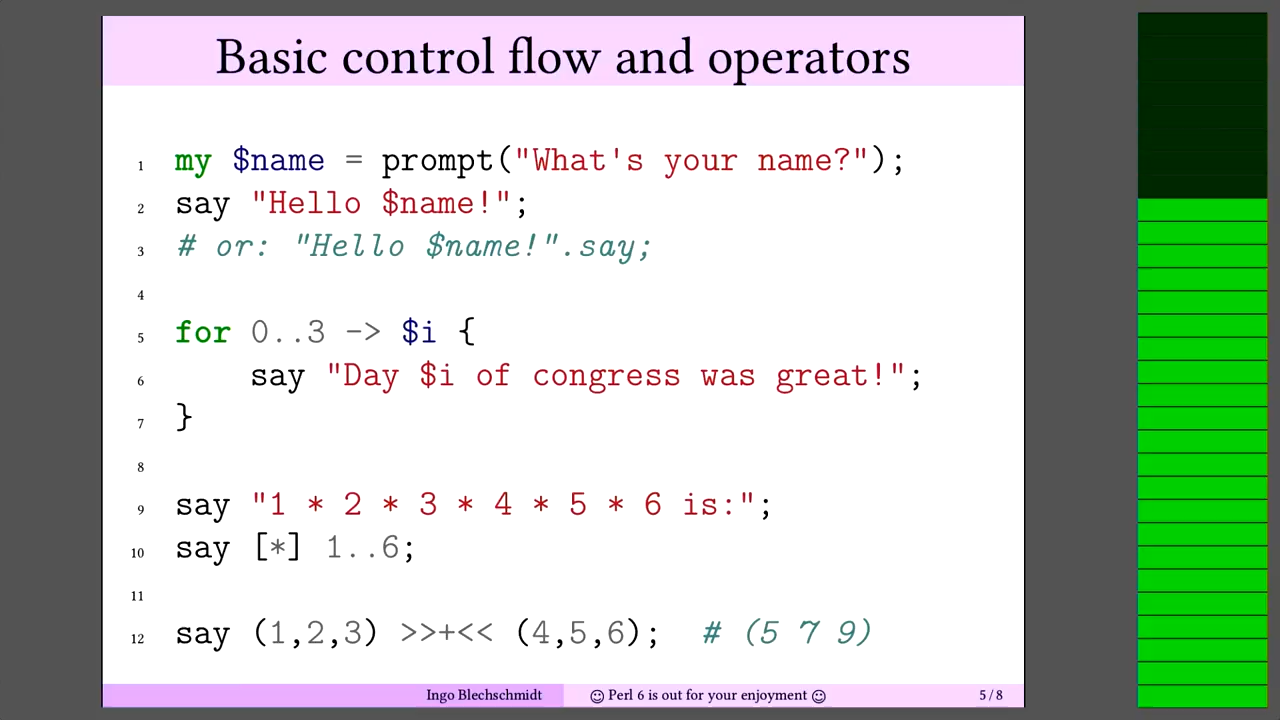 Basic control flow and operators
1 my $name = prompt("What's your name?");
2 say "Hello $name!";
3 # or: "Hello $name!".say;
4
5 for 0..3 -> $i {
6     say "Day $i of congress was great!";
7 }
8
9 say "1 * 2 * 3 * 4 * 5 * 6 is:";
10 say [*] 1..6;
11
12 say (1,2,3) >>+<< (4,5,6);  # (5 7 9)
Ingo Blechschmidt ☺ Perl 6 is out for your enjoyment ☺ 5 / 8